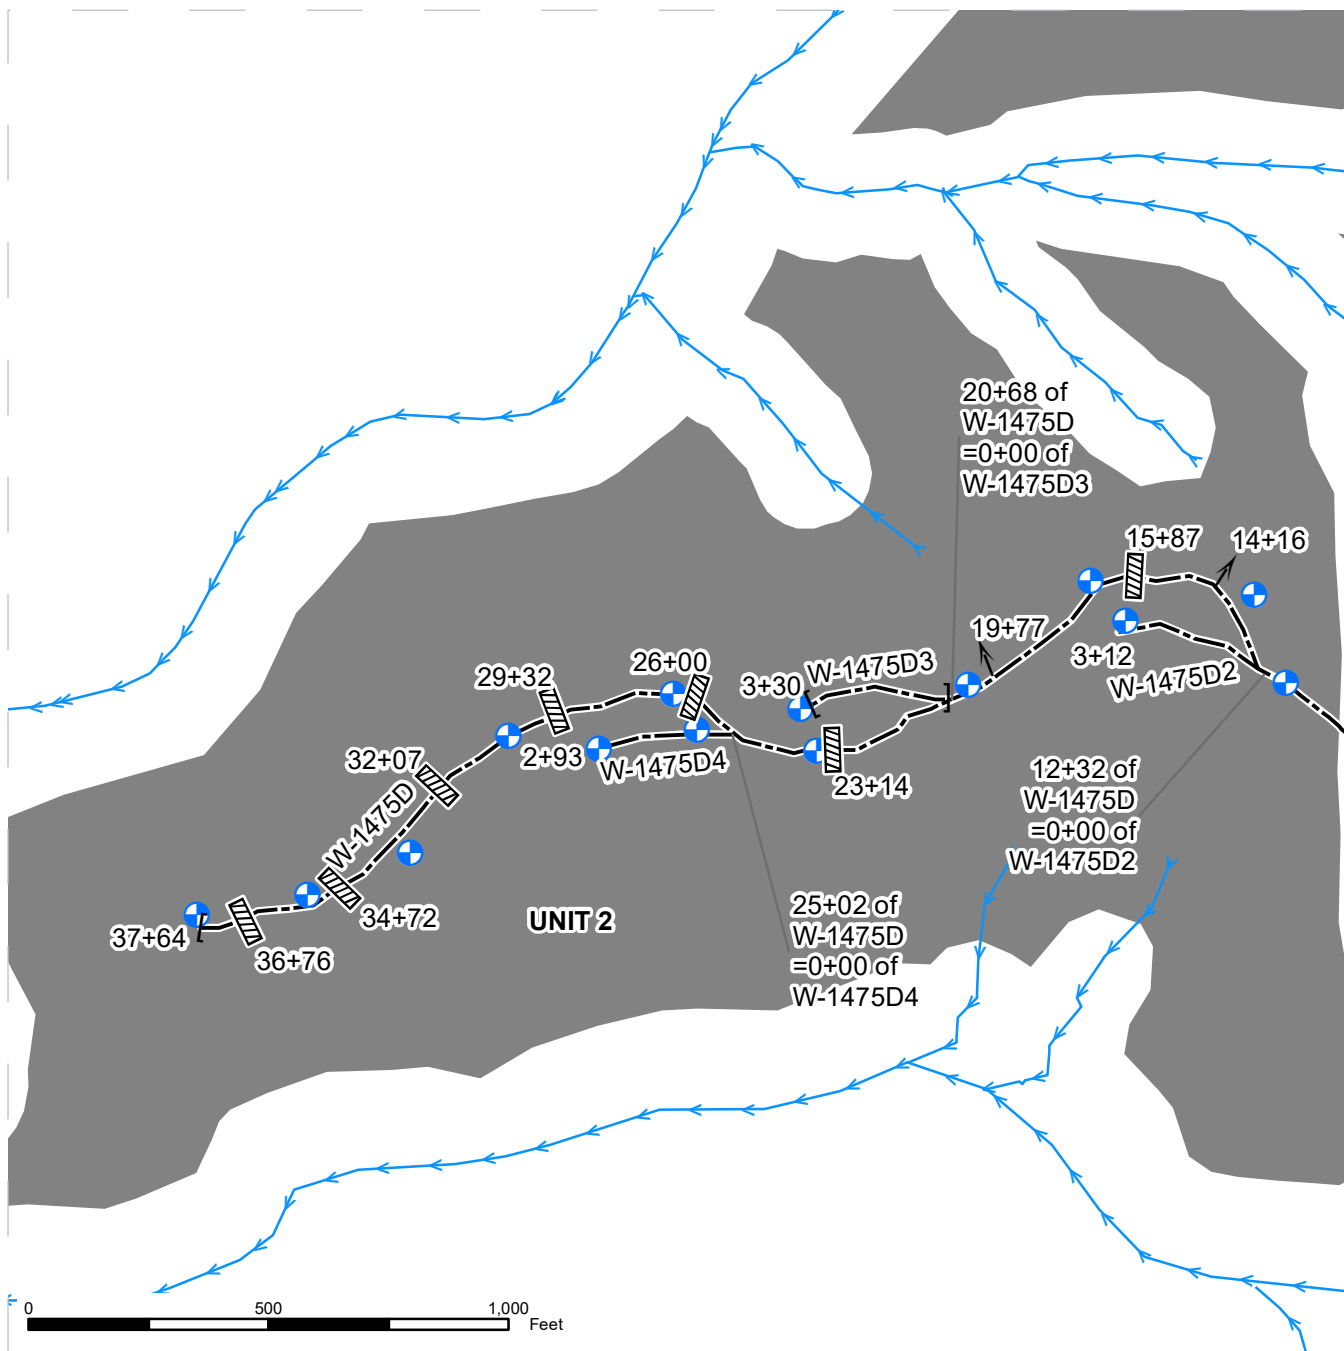 20+68 of
W-1475D
=0+00 of
W-1475D3
15+87
14+16
19+77
3+12
W-1475D2
26+00
29+32
3+30
W-1475D3
32+07
2+93
W-1475D4
23+14
W-1475D
12+32 of
W-1475D
=0+00 of
W-1475D2
25+02 of
W-1475D
=0+00 of
W-1475D4
34+72
UNIT 2
37+64
36+76
0 500 1,000
Feet